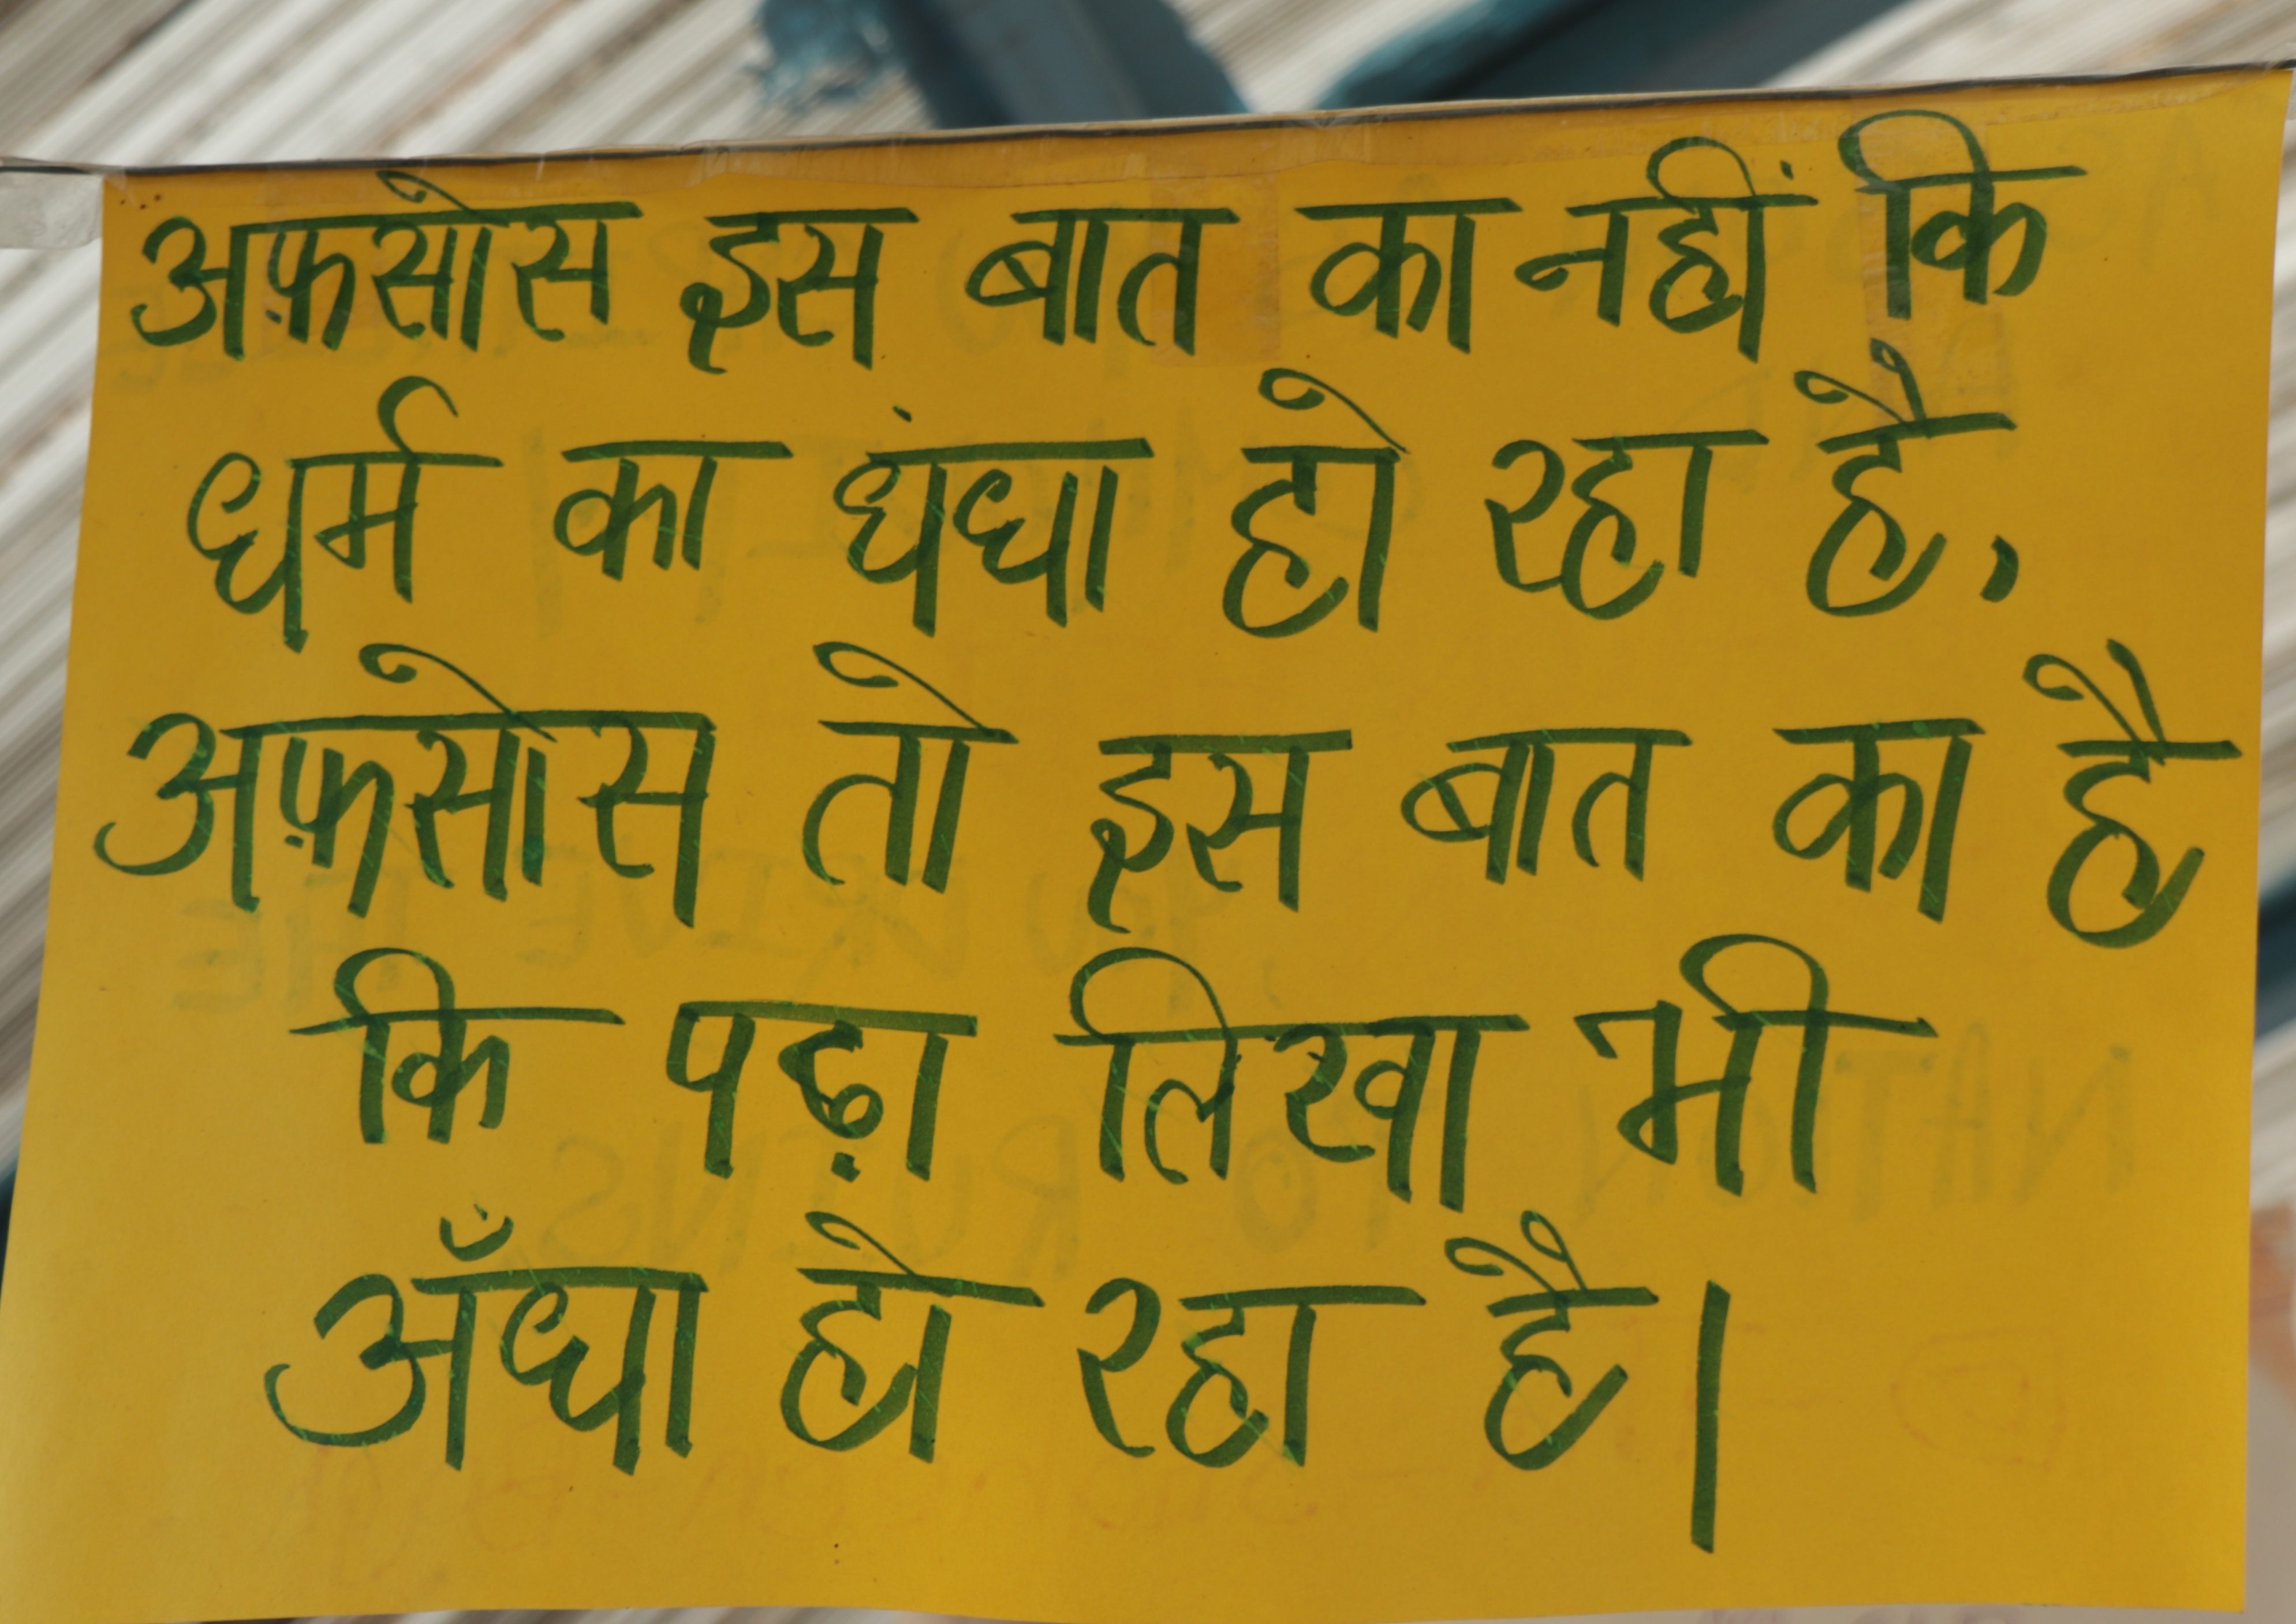 अफ़सोस इस बात का नहीं कि
धर्म का धंधा हो रहा है,
अफ़सोस तो इस बात का है
कि पढ़ा लिखा भी
अँधा हो रहा है।